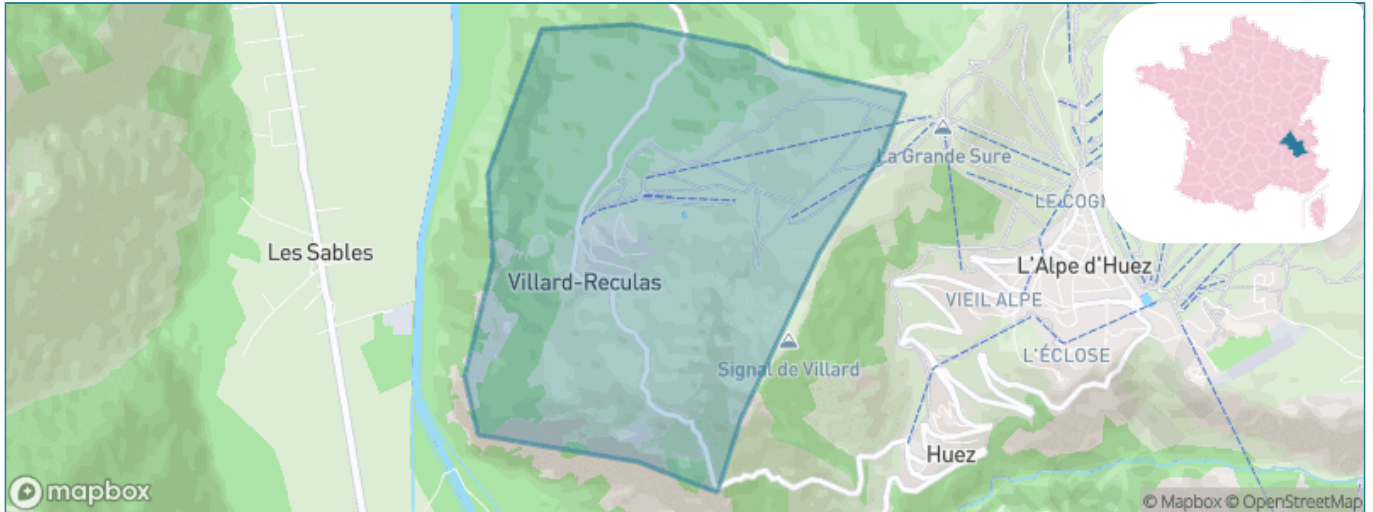 La Grande Sure
LE COGN
Les Sables
L'Alpe d'Huez
Villard-Reculas
VIEIL ALPE
L'ÉCLOSE
Signal de Villard
Huez
mapbox
© Mapbox © OpenStreetMap